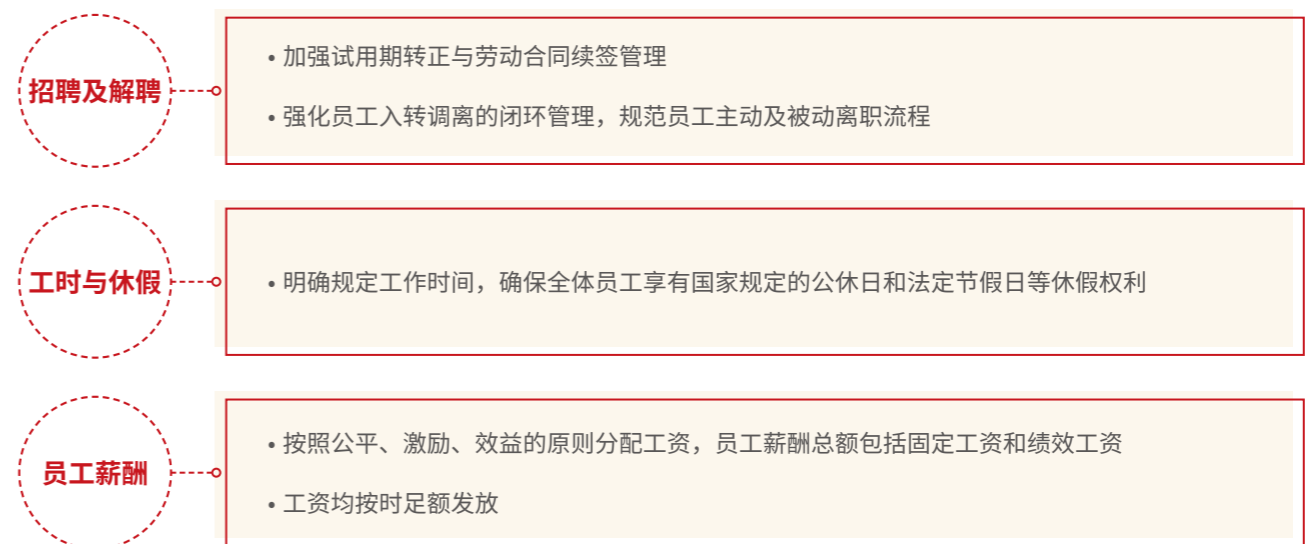 招聘及解聘
• 加强试用期转正与劳动合同续签管理
• 强化员工入转调离的闭环管理，规范员工主动及被动离职流程
工时与休假
• 明确规定工作时间，确保全体员工享有国家规定的公休日和法定节假日等休假权利
员工薪酬
• 按照公平、激励、效益的原则分配工资，员工薪酬总额包括固定工资和绩效工资
• 工资均按时足额发放